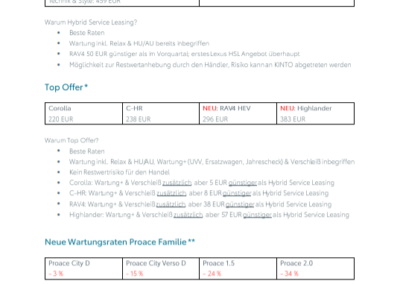 Technik & Style: 489 EUR
Warum Hybrid Service Leasing?
• Beste Raten
• Wartung inkl. Relax & HU/AU bereits inbegriffen
• RAV4 50 EUR günstiger als im Vorquartal, erstes Lexus HSL Angebot überhaupt
• Möglichkeit zur Restwertanhebung durch den Händler, Risiko kann an KINTO abgetreten werden
Top Offer*
Corolla C-HR NEU: RAV4 HEV NEU: Highlander
220 EUR 238 EUR 296 EUR 383 EUR
Warum Top Offer?
• Beste Raten
• Wartung inkl. Relax & HU/AU, Wartung+ (UVV, Ersatzwagen, Jahrescheck) & Verschleiß inbegriffen
• Kein Restwertrisiko für den Handel
• Corolla: Wartung+ & Verschleiß zusätzlich, aber 5 EUR günstiger als Hybrid Service Leasing
• C-HR: Wartung+ & Verschleiß zusätzlich, aber 8 EUR günstiger als Hybrid Service Leasing
• RAV4: Wartung+ & Verschleiß zusätzlich, aber 38 EUR günstiger als Hybrid Service Leasing
• Highlander: Wartung+ & Verschleiß zusätzlich, aber 57 EUR günstiger als Hybrid Service Leasing
Neue Wartungsraten Proace Familie**
Proace City D Proace City Verso D Proace 1.5 Proace 2.0
- 3 % - 15 % - 24 % - 34 %